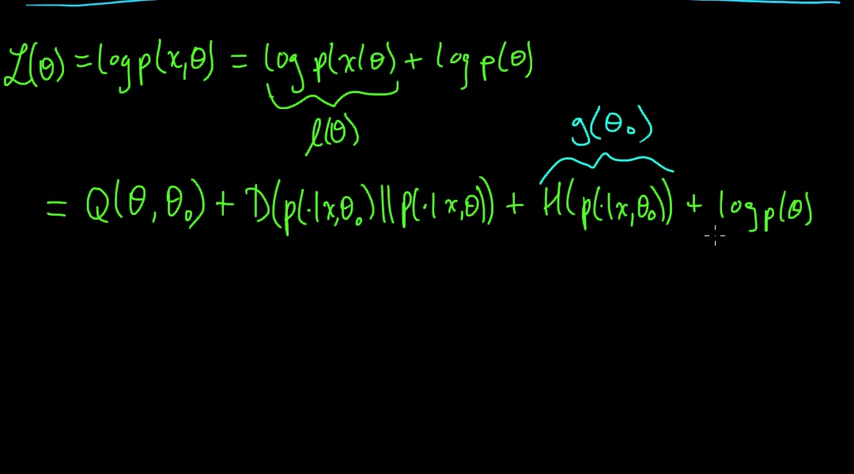 ℒ(θ) = log p(x,θ) = log p(x|θ) + log p(θ)
ℓ(θ)
g(θ₀)
= Q(θ,θ₀) + D(p(·|x,θ₀)||p(·|x,θ)) + H(p(·|x,θ₀)) + log p(θ)